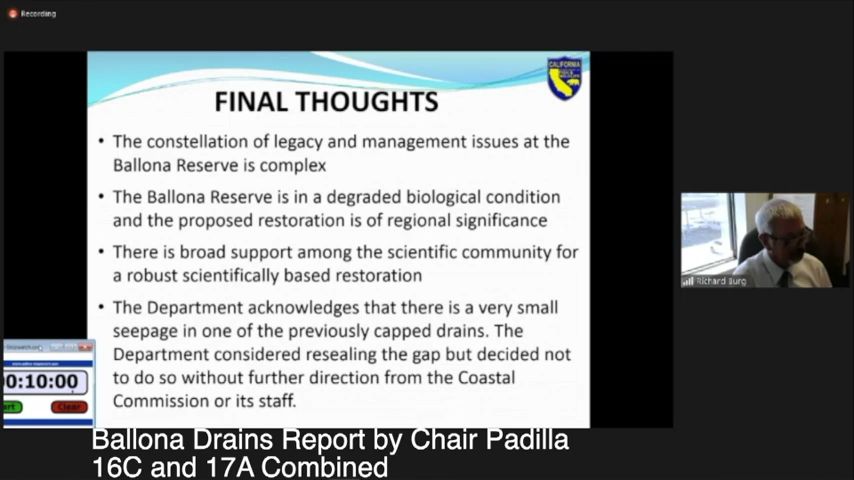 Recording
CALIFORNIA
FINAL THOUGHTS
• The constellation of legacy and management issues at the
Ballona Reserve is complex
• The Ballona Reserve is in a degraded biological condition
and the proposed restoration is of regional significance
• There is broad support among the scientific community for
a robust scientifically based restoration
• The Department acknowledges that there is a very small
seepage in one of the previously capped drains. The
Department considered resealing the gap but decided not
to do so without further direction from the Coastal
Commission or its staff.
Richard Burg
00:10:00
Clear
Ballona Drains Report by Chair Padilla
16C and 17A Combined